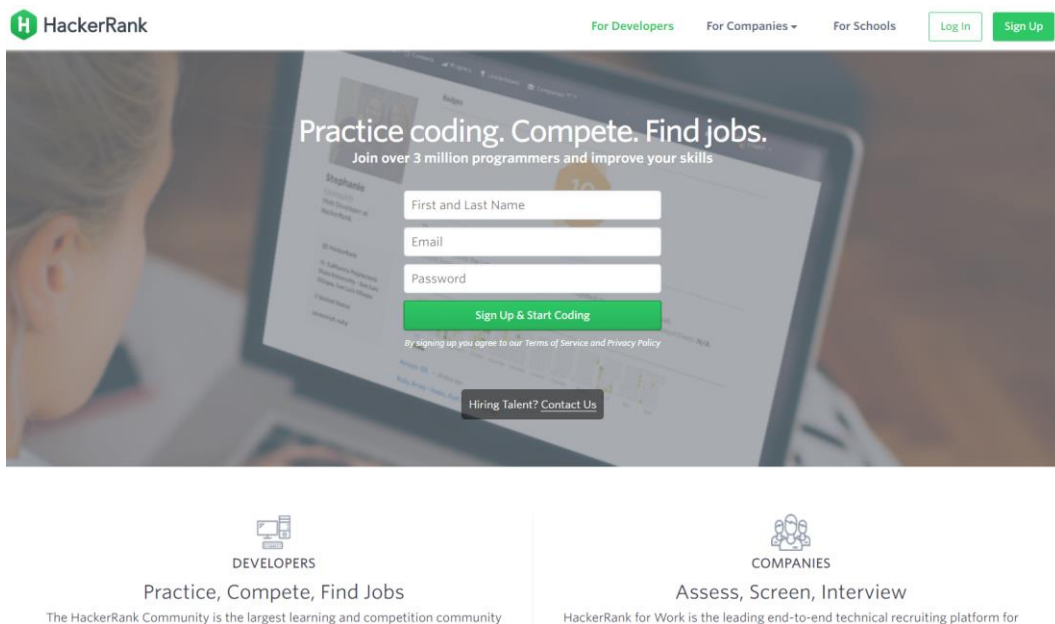 HackerRank
For Developers
For Companies
For Schools
Log In
Sign Up
Badges
Practice coding. Compete. Find jobs.
Join over 3 million programmers and improve your skills
Stephanie
First and Last Name
Email
Password
Sign Up & Start Coding
By signing up you agree to our Terms of Service and Privacy Policy
Hiring Talent? Contact Us
DEVELOPERS
Practice, Compete, Find Jobs
The HackerRank Community is the largest learning and competition community
COMPANIES
Assess, Screen, Interview
HackerRank for Work is the leading end-to-end technical recruiting platform for